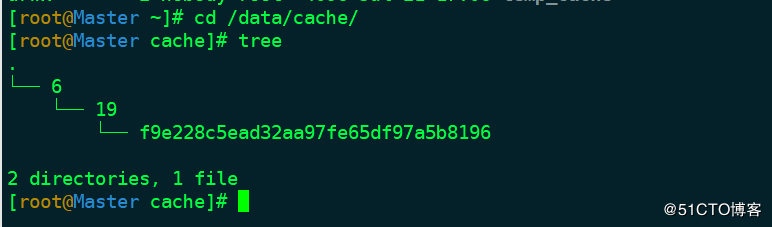 [root@Master ~]# cd /data/cache/
[root@Master cache]# tree
.
└── 6
    └── 19
        └── f9e228c5ead32aa97fe65df97a5b8196

2 directories, 1 file
[root@Master cache]#
@51CTO博客